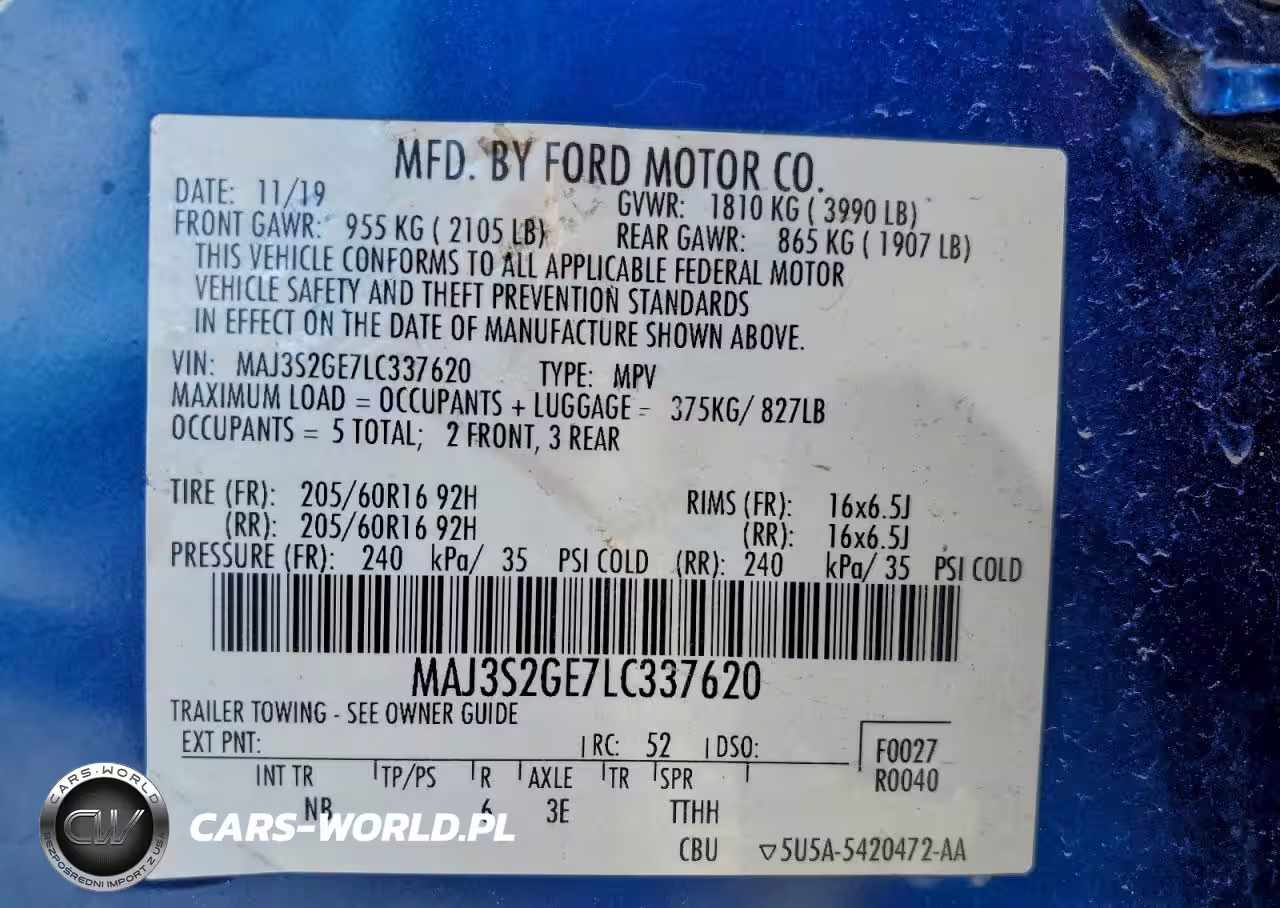 MFD. BY FORD MOTOR CO.
DATE: 11/19
GVWR: 1810 KG ( 3990 LB)
FRONT GAWR: 955 KG ( 2105 LB)
REAR GAWR: 865 KG ( 1907 LB)
THIS VEHICLE CONFORMS TO ALL APPLICABLE FEDERAL MOTOR
VEHICLE SAFETY AND THEFT PREVENTION STANDARDS
IN EFFECT ON THE DATE OF MANUFACTURE SHOWN ABOVE.
VIN: MAJ3S2GE7LC337620 TYPE: MPV
MAXIMUM LOAD = OCCUPANTS + LUGGAGE = 375KG/ 827LB
OCCUPANTS = 5 TOTAL; 2 FRONT, 3 REAR
TIRE (FR): 205/60R16 92H RIMS (FR): 16x6.5J
(RR): 205/60R16 92H (RR): 16x6.5J
PRESSURE (FR): 240 kPa/ 35 PSI COLD (RR): 240 kPa/ 35 PSI COLD
MAJ3S2GE7LC337620
TRAILER TOWING - SEE OWNER GUIDE
EXT PNT: RC: 52 DSO: F0027
R0040
INT TR TP/PS R AXLE TR SPR
NB 6 3E TTHH
CBU ▽5U5A-5420472-AA
CARS-WORLD
CW
BEZPOŚREDNI IMPORT Z USA
CARS-WORLD.PL